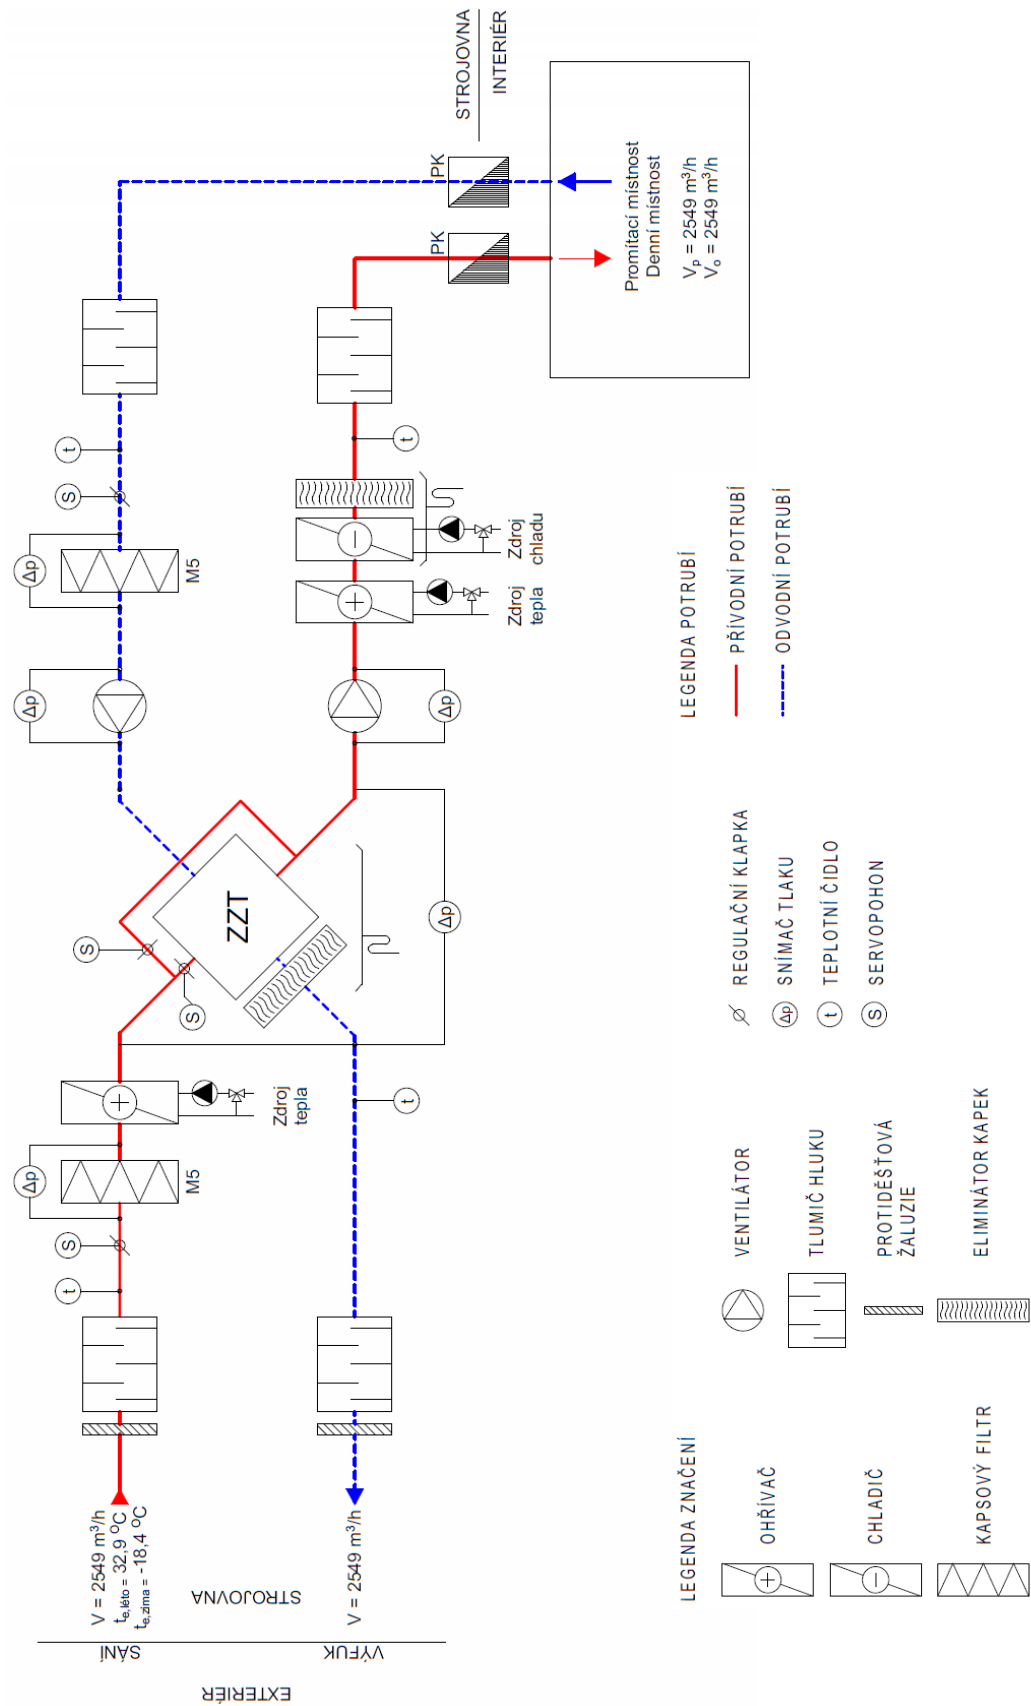 EXTERIÉR
SÁNÍ
VÝFUK
STROJOVNA
V = 2549 m³/h
t e,léto = 32,9 °C
t e,zima = -18,4 °C
V = 2549 m³/h
t
S
Δp
M5
Zdroj
tepla
t
S
S
ZZT
Δp
Δp
Δp
Δp
M5
S
t
Zdroj
tepla
Zdroj
chladu
t
PK
PK
STROJOVNA
INTERIÉR
Promítací místnost
Denní místnost
Vp = 2549 m³/h
Vo = 2549 m³/h
LEGENDA ZNAČENÍ
OHŘÍVAČ
CHLADIČ
KAPSOVÝ FILTR
VENTILÁTOR
TLUMIČ HLUKU
PROTIDĚŠŤOVÁ
ŽALUZIE
ELIMINÁTOR KAPEK
REGULAČNÍ KLAPKA
Δp SNÍMAČ TLAKU
t TEPLOTNÍ ČIDLO
S SERVOPOHON
LEGENDA POTRUBÍ
PŘÍVODNÍ POTRUBÍ
ODVODNÍ POTRUBÍ